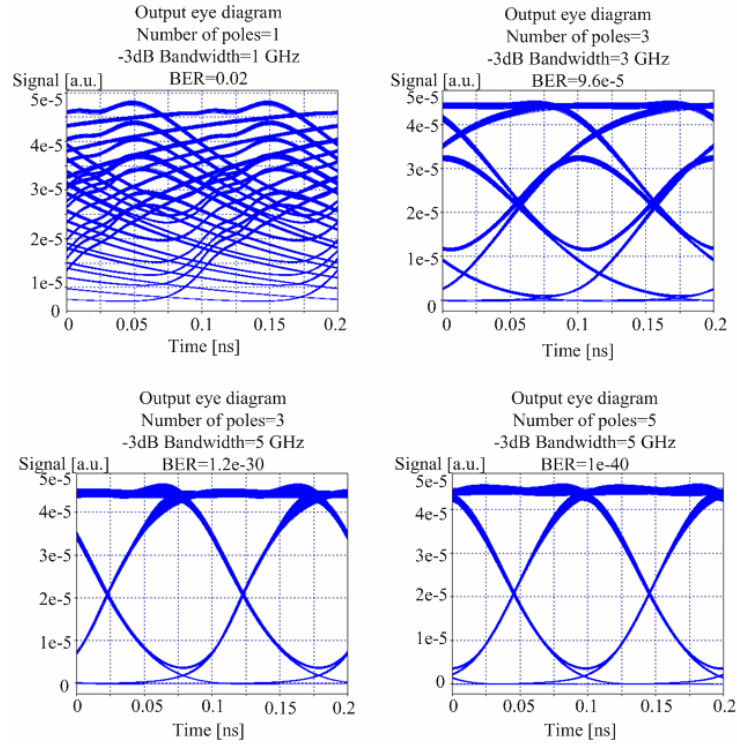 Output eye diagram
Number of poles=1
-3dB Bandwidth=1 GHz
Signal [a.u.] BER=0.02
5e-5
4e-5
3e-5
2e-5
1e-5
0
0 0.05 0.1 0.15 0.2
Time [ns]
Output eye diagram
Number of poles=3
-3dB Bandwidth=3 GHz
Signal [a.u.] BER=9.6e-5
5e-5
4e-5
3e-5
2e-5
1e-5
0
0 0.05 0.1 0.15 0.2
Time [ns]
Output eye diagram
Number of poles=3
-3dB Bandwidth=5 GHz
Signal [a.u.] BER=1.2e-30
5e-5
4e-5
3e-5
2e-5
1e-5
0
0 0.05 0.1 0.15 0.2
Time [ns]
Output eye diagram
Number of poles=5
-3dB Bandwidth=5 GHz
Signal [a.u.] BER=1e-40
5e-5
4e-5
3e-5
2e-5
1e-5
0
0 0.05 0.1 0.15 0.2
Time [ns]